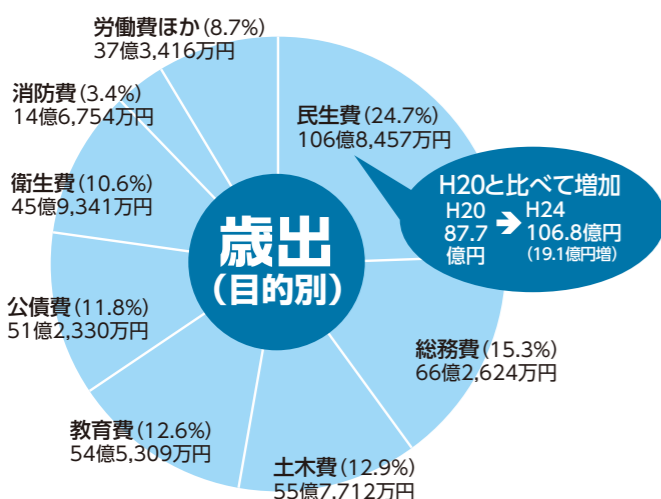 歳出
(目的別)
民生費(24.7%)
106億8,457万円
H20と比べて増加
H20
87.7
億円
➔
H24
106.8億円
(19.1億円増)
総務費(15.3%)
66億2,624万円
土木費(12.9%)
55億7,712万円
教育費(12.6%)
54億5,309万円
公債費(11.8%)
51億2,330万円
衛生費(10.6%)
45億9,341万円
消防費(3.4%)
14億6,754万円
労働費ほか(8.7%)
37億3,416万円